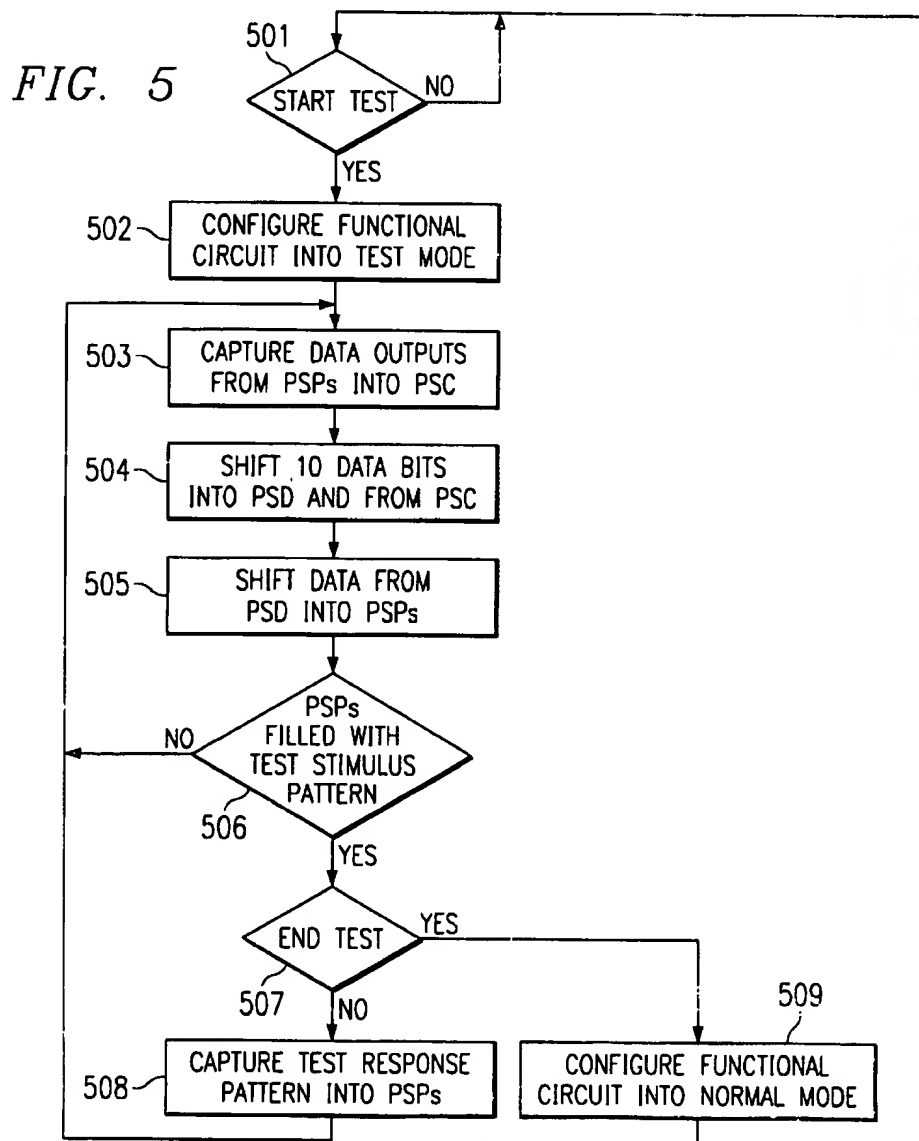 FIG. 5
501
START TEST
NO
YES
502
CONFIGURE FUNCTIONAL
CIRCUIT INTO TEST MODE
503
CAPTURE DATA OUTPUTS
FROM PSPs INTO PSC
504
SHIFT 10 DATA BITS
INTO PSD AND FROM PSC
505
SHIFT DATA FROM
PSD INTO PSPs
PSPs
FILLED WITH
TEST STIMULUS
PATTERN
NO
506
YES
END TEST
YES
507
NO
508
CAPTURE TEST RESPONSE
PATTERN INTO PSPs
509
CONFIGURE FUNCTIONAL
CIRCUIT INTO NORMAL MODE